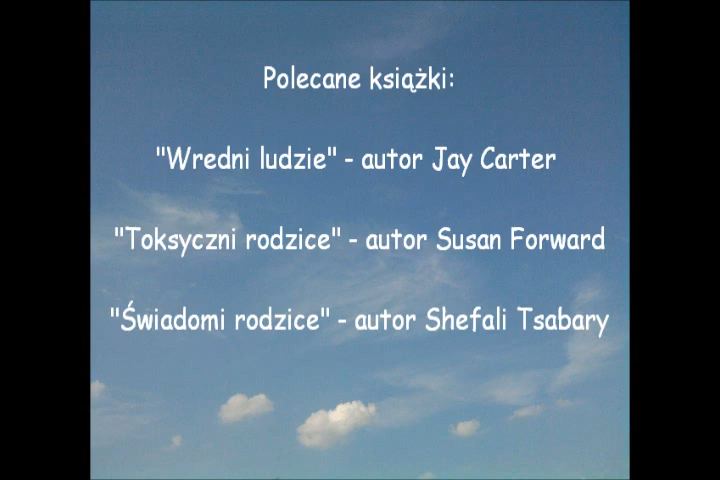 Polecane książki:
"Wredni ludzie" - autor Jay Carter
"Toksyczni rodzice" - autor Susan Forward
"Świadomi rodzice" - autor Shefali Tsabary